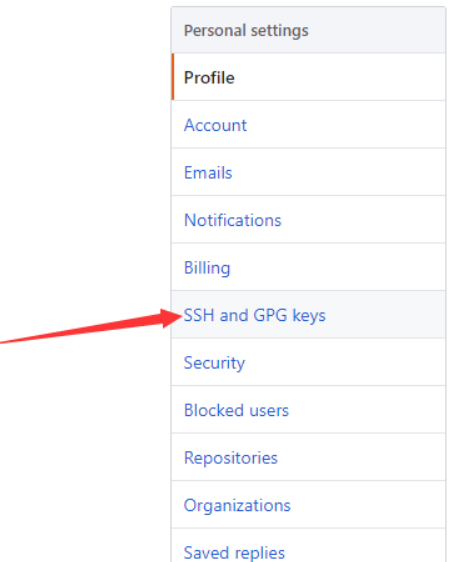 Personal settings
Profile
Account
Emails
Notifications
Billing
SSH and GPG keys
Security
Blocked users
Repositories
Organizations
Saved replies